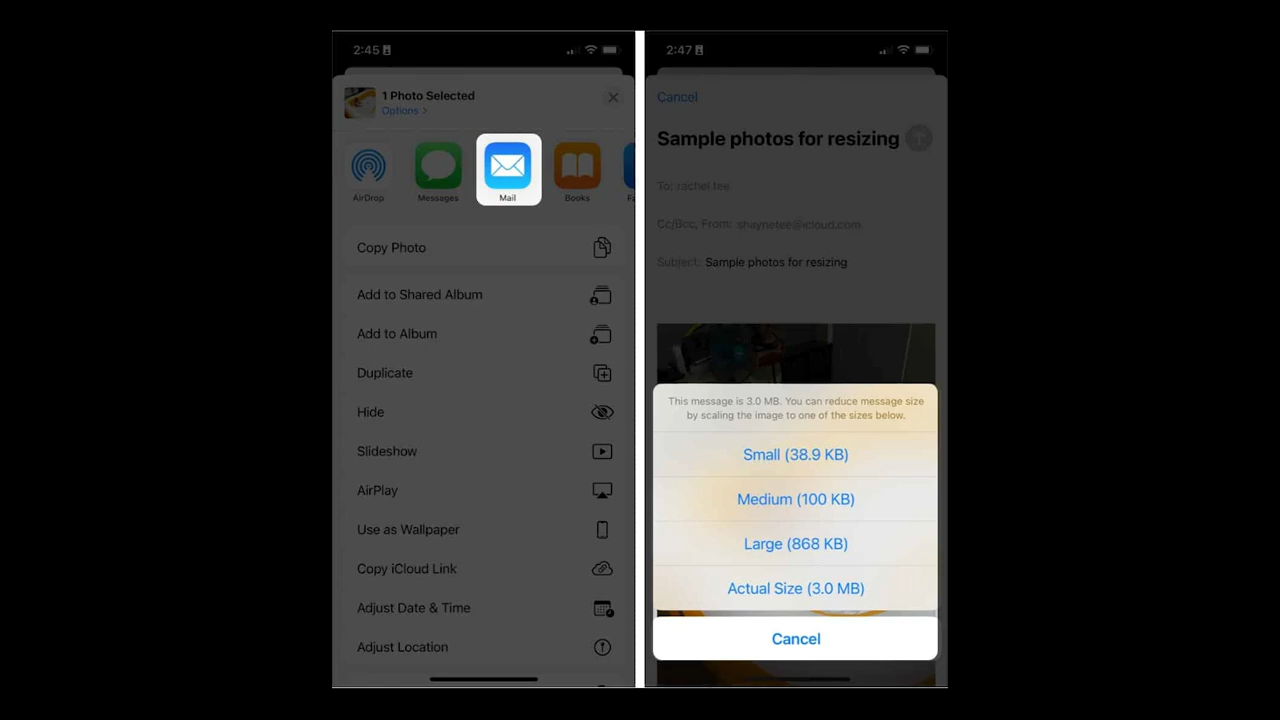 2:45
1 Photo Selected
Options >
AirDrop
Messages
Mail
Books
Copy Photo
Add to Shared Album
Add to Album
Duplicate
Hide
Slideshow
AirPlay
Use as Wallpaper
Copy iCloud Link
Adjust Date & Time
Adjust Location
2:47
Cancel
Sample photos for resizing
To: rachel tee
Cc/Bcc, From: shaynetee@icloud.com
Subject: Sample photos for resizing
This message is 3.0 MB. You can reduce message size
by scaling the image to one of the sizes below.
Small (38.9 KB)
Medium (100 KB)
Large (868 KB)
Actual Size (3.0 MB)
Cancel